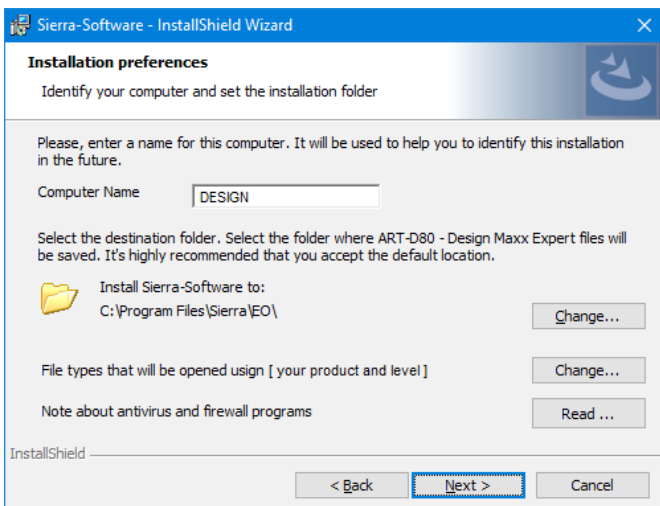 Sierra-Software - InstallShield Wizard
Installation preferences
Identify your computer and set the installation folder
Please, enter a name for this computer. It will be used to help you to identify this installation
in the future.
Computer Name
DESIGN
Select the destination folder. Select the folder where ART-D80 - Design Maxx Expert files will
be saved. It's highly recommended that you accept the default location.
Install Sierra-Software to:
C:\Program Files\Sierra\EO\
Change...
File types that will be opened usign [ your product and level ]
Change...
Note about antivirus and firewall programs
Read ...
InstallShield
< Back
Next >
Cancel